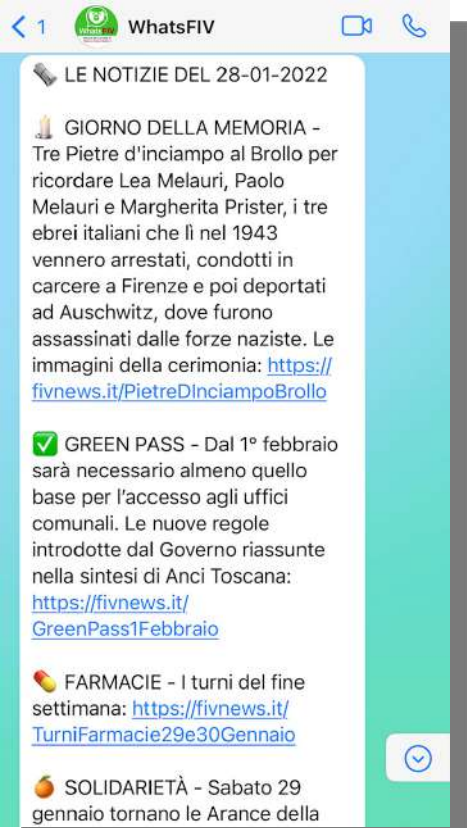 1
WhatsFIV
WhatsFIV
🗞️ LE NOTIZIE DEL 28-01-2022
🕯️ GIORNO DELLA MEMORIA -
Tre Pietre d'inciampo al Brollo per
ricordare Lea Melauri, Paolo
Melauri e Margherita Prister, i tre
ebrei italiani che lì nel 1943
vennero arrestati, condotti in
carcere a Firenze e poi deportati
ad Auschwitz, dove furono
assassinati dalle forze naziste. Le
immagini della cerimonia: https://
fivnews.it/PietreDInciampoBrollo
✅ GREEN PASS - Dal 1° febbraio
sarà necessario almeno quello
base per l’accesso agli uffici
comunali. Le nuove regole
introdotte dal Governo riassunte
nella sintesi di Anci Toscana:
https://fivnews.it/
GreenPass1Febbraio
💊 FARMACIE - I turni del fine
settimana: https://fivnews.it/
TurniFarmacie29e30Gennaio
🍊 SOLIDARIETÀ - Sabato 29
gennaio tornano le Arance della